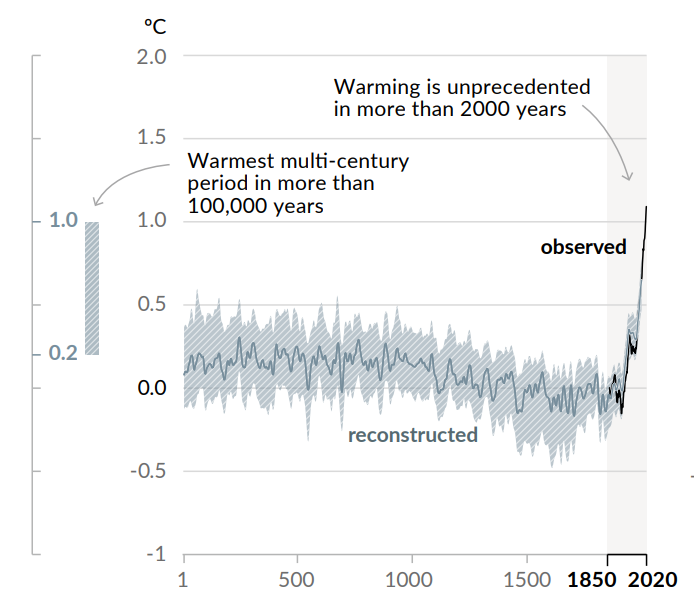 °C
2.0
Warming is unprecedented
in more than 2000 years
1.5
Warmest multi-century
period in more than
100,000 years
1.0
1.0
observed
0.5
0.2
0.0
reconstructed
-0.5
-1
1 500 1000 1500 1850 2020